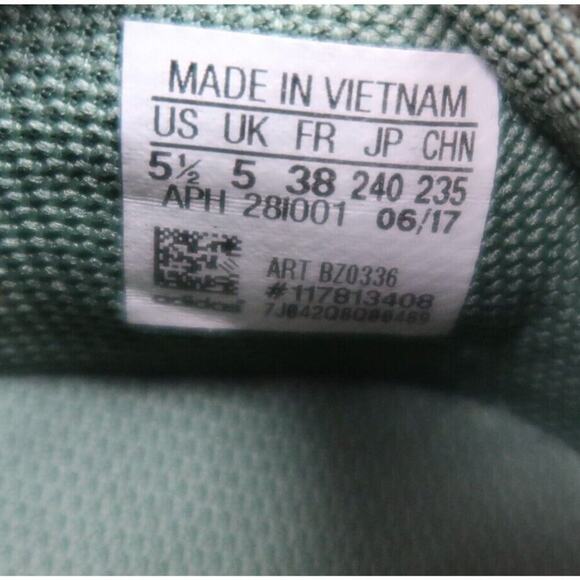 MADE IN VIETNAM
US UK FR JP CHN
5½ 5 38 240 235
APH 28I001 06/17
ART BZ0336
#117813408
adidas